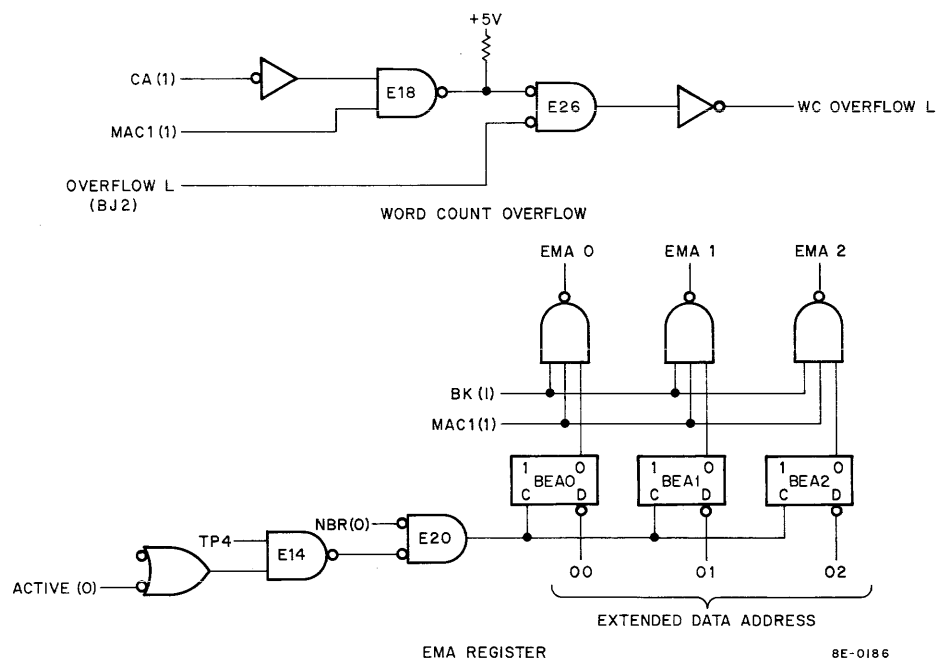 +5V
CA(1)
E18
E26
WC OVERFLOW L
MAC1(1)
OVERFLOW L
(BJ2)
WORD COUNT OVERFLOW
EMA 0 EMA 1 EMA 2
BK(1)
MAC1(1)
1 0 1 0 1 0
BEA0 BEA1 BEA2
C D C D C D
NBR(0)
E20
TP4
E14
ACTIVE (0)
00 01 02
EXTENDED DATA ADDRESS
EMA REGISTER
8E-0186